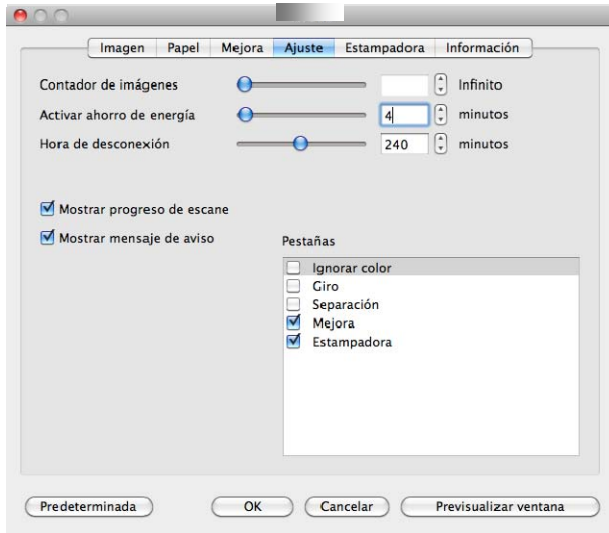 Imagen Papel Mejora Ajuste Estampadora Información
Contador de imágenes Infinito
Activar ahorro de energía 4 minutos
Hora de desconexión 240 minutos
Mostrar progreso de escane
Mostrar mensaje de aviso
Pestañas
Ignorar color
Giro
Separación
Mejora
Estampadora
Predeterminada OK Cancelar Previsualizar ventana